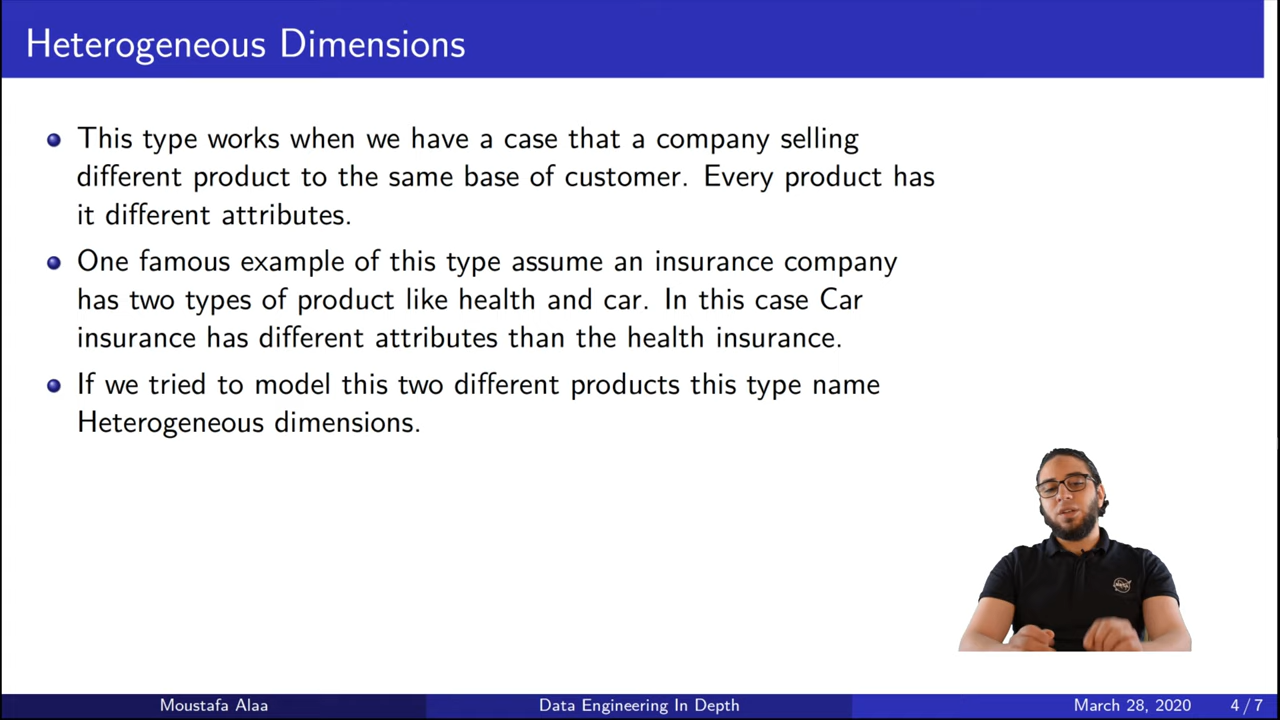 Heterogeneous Dimensions
This type works when we have a case that a company selling
different product to the same base of customer. Every product has
it different attributes.
One famous example of this type assume an insurance company
has two types of product like health and car. In this case Car
insurance has different attributes than the health insurance.
If we tried to model this two different products this type name
Heterogeneous dimensions.
Moustafa Alaa
Data Engineering In Depth
March 28, 2020
4 / 7